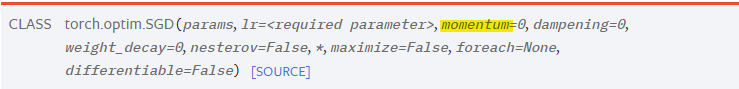 CLASS torch.optim.SGD(params, lr=<required parameter>, momentum=0, dampening=0,
weight_decay=0, nesterov=False, *, maximize=False, foreach=None,
differentiable=False) [SOURCE]